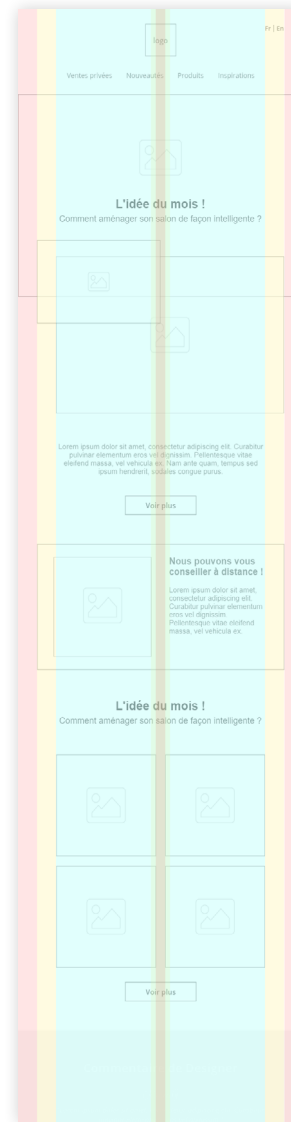 Fr | En
logo
Ventes privées Nouveautés Produits Inspirations
L'idée du mois !
Comment aménager son salon de façon intelligente ?
Lorem ipsum dolor sit amet, consectetur adipiscing elit. Curabitur
pulvinar elementum eros vel dignissim. Pellentesque vitae
eleifend massa, vel vehicula ex. Nam ante quam, tempus sed
ipsum hendrerit, sodales congue purus.
Voir plus
Nous pouvons vous
conseiller à distance !
Lorem ipsum dolor sit amet,
consectetur adipiscing elit.
Curabitur pulvinar elementum
eros vel dignissim.
Pellentesque vitae eleifend
massa, vel vehicula ex.
L'idée du mois !
Comment aménager son salon de façon intelligente ?
Voir plus